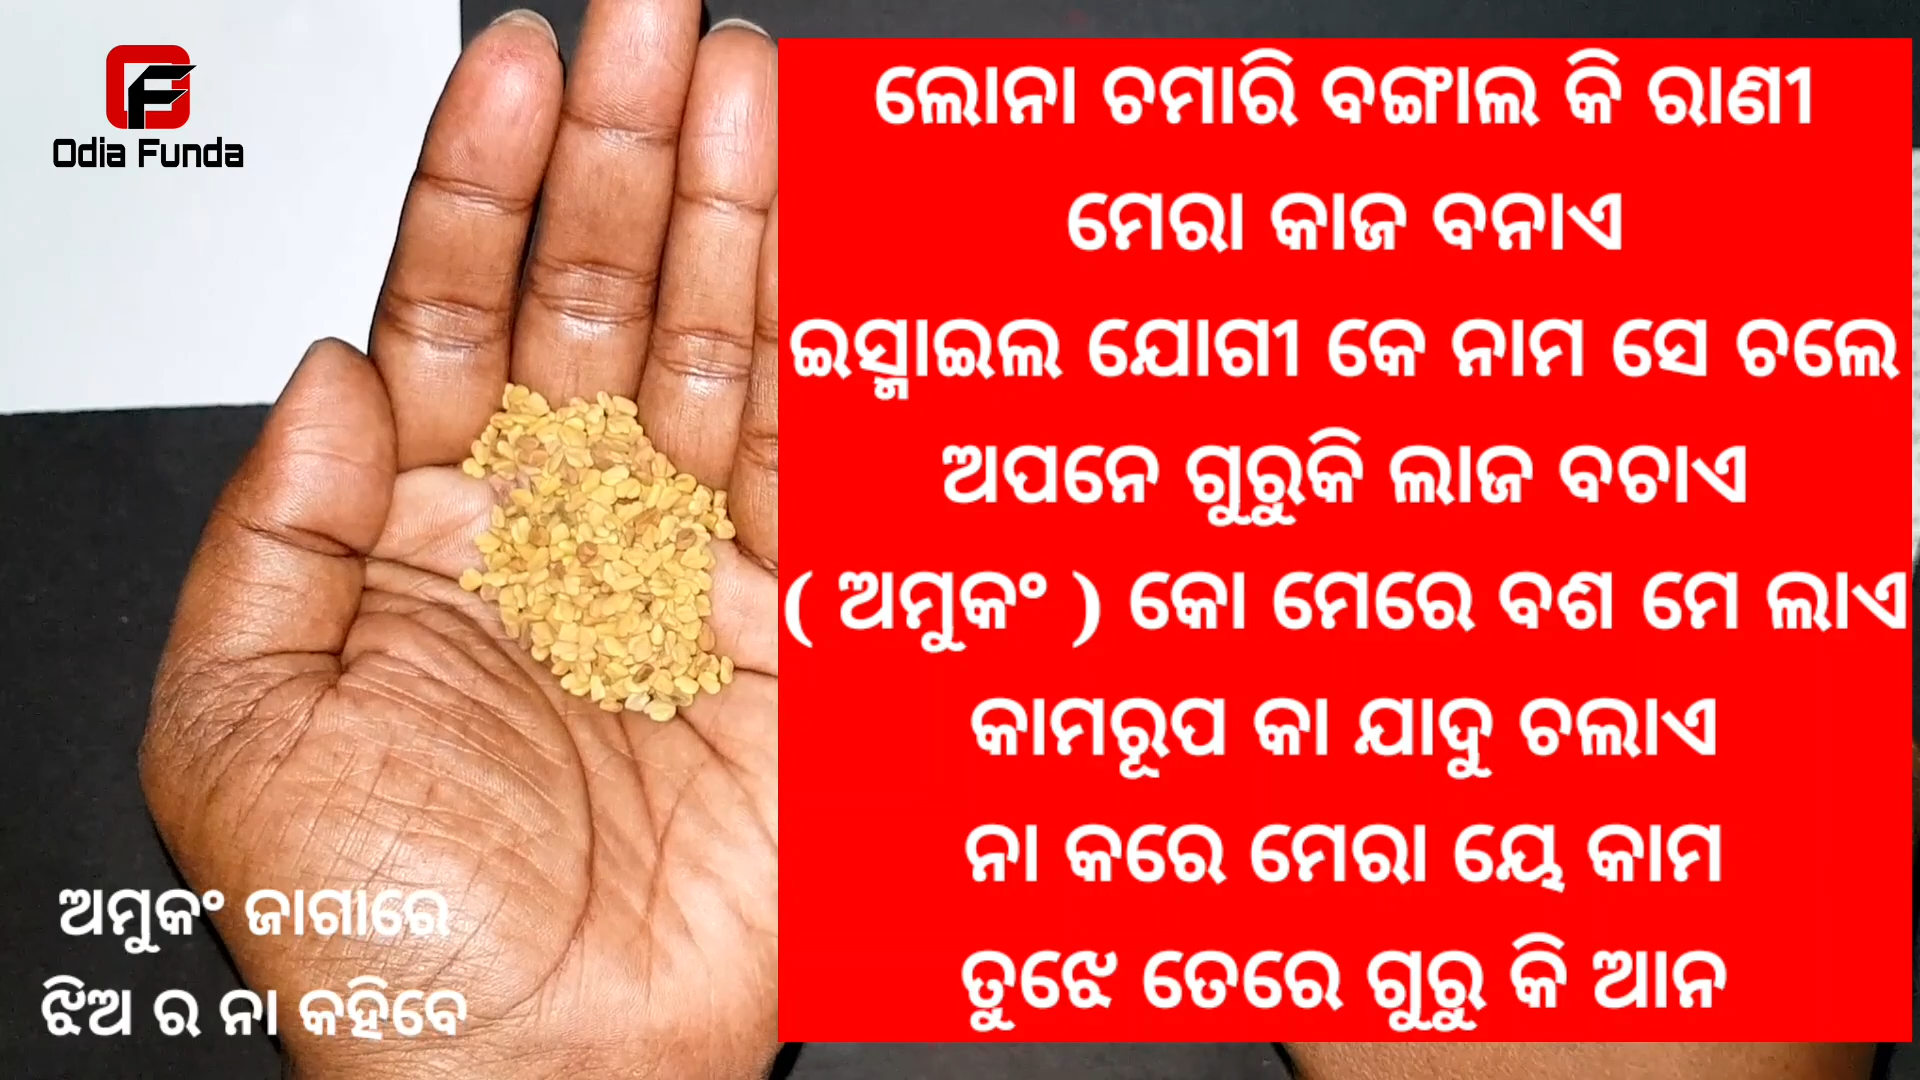 Odia Funda
ଲୋନା ଚମାରି ବଙ୍ଗାଲ କି ରାଣୀ
ମେରା କାଜ ବନାଏ
ଇସ୍ମାଇଲ ଯୋଗୀ କେ ନାମ ସେ ଚଲେ
ଅପନେ ଗୁରୁକି ଲାଜ ବଚାଏ
( ଅମୁକଂ ) କୋ ମେରେ ବଶ ମେ ଲାଏ
କାମରୂପ କା ଯାଦୁ ଚଲାଏ
ନା କରେ ମେରା ୟେ କାମ
ତୁଝେ ତେରେ ଗୁରୁ କି ଆନ
ଅମୁକଂ ଜାଗାରେ
ଝିଅ ର ନା କହିବେ